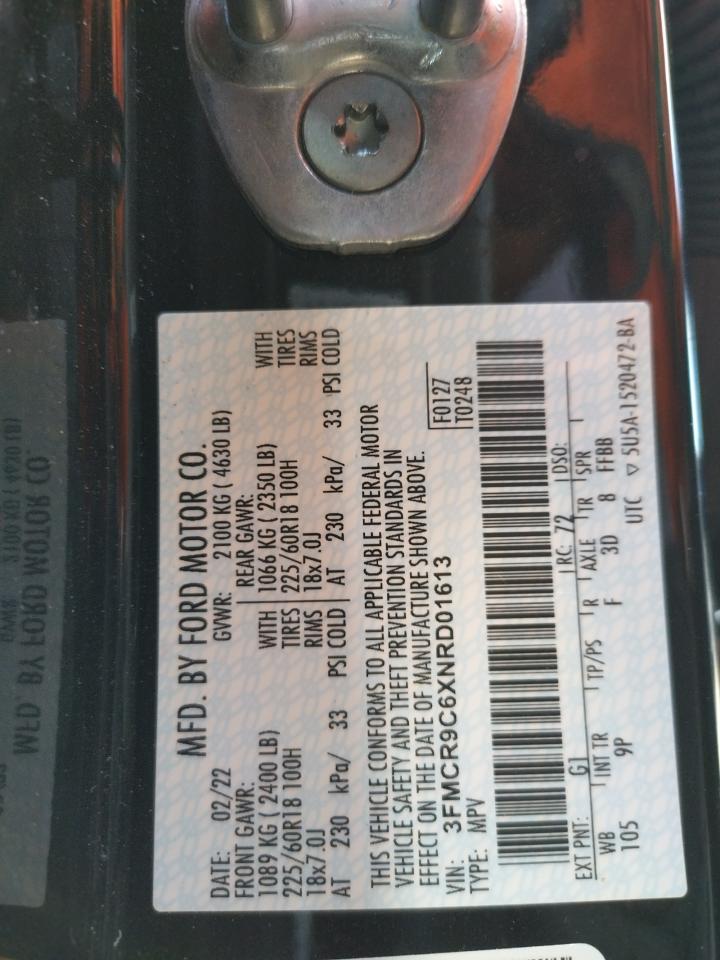 MFD. BY FORD MOTOR CO.
DATE: 02/22 GVWR: 2100 KG ( 4630 LB)
FRONT GAWR: REAR GAWR:
1089 KG ( 2400 LB) WITH 1066 KG ( 2350 LB) WITH
225/60R18 100H TIRES 225/60R18 100H TIRES
18x7.0J RIMS 18x7.0J RIMS
AT 230 kPa/ 33 PSI COLD AT 230 kPa/ 33 PSI COLD
THIS VEHICLE CONFORMS TO ALL APPLICABLE FEDERAL MOTOR
VEHICLE SAFETY AND THEFT PREVENTION STANDARDS IN
EFFECT ON THE DATE OF MANUFACTURE SHOWN ABOVE.
VIN: 3FMCR9C6XNRD01613 F0127
TYPE: MPV T0248
EXT PNT: G1 RC: 72 DSO:
WB INT TR TP/PS R AXLE TR SPR
105 9P F 3D 8 FFBB
UTC ▽ 5U5A-1520472-BA